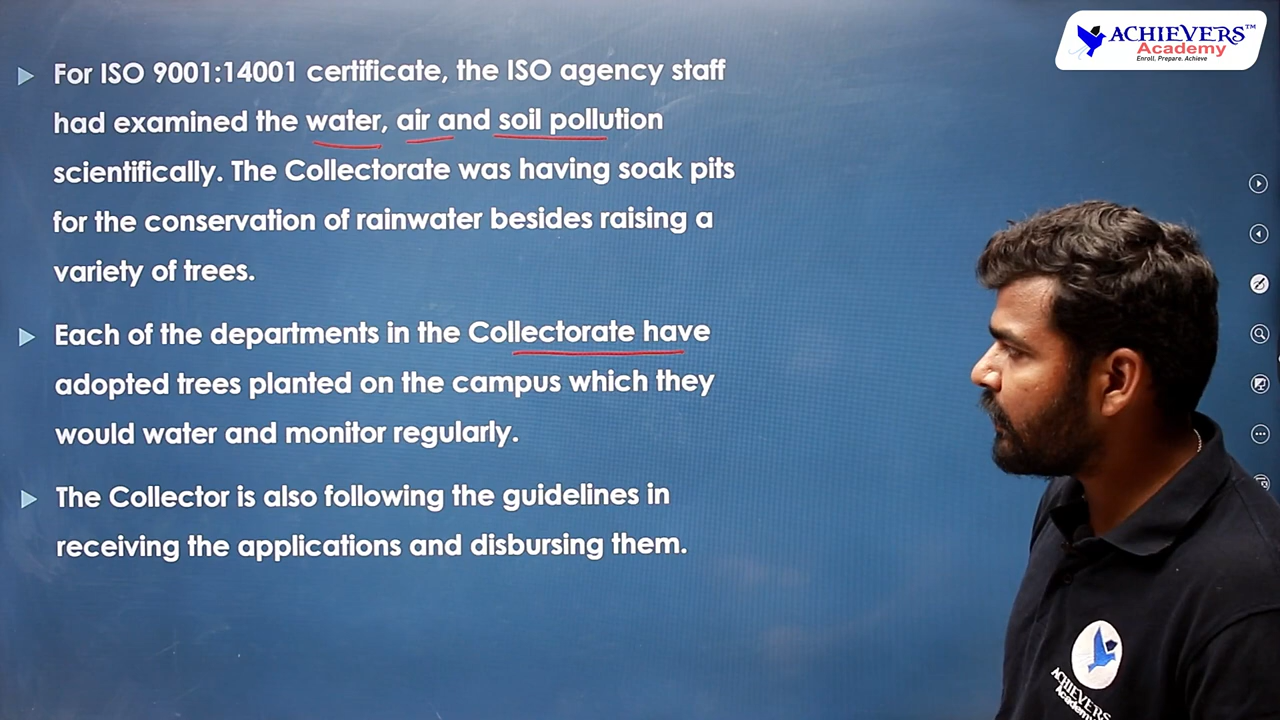 ACHIEVERS™
Academy
Enroll. Prepare. Achieve
For ISO 9001:14001 certificate, the ISO agency staff
had examined the water, air and soil pollution
scientifically. The Collectorate was having soak pits
for the conservation of rainwater besides raising a
variety of trees.
Each of the departments in the Collectorate have
adopted trees planted on the campus which they
would water and monitor regularly.
The Collector is also following the guidelines in
receiving the applications and disbursing them.
ACHIEVERS
Academy